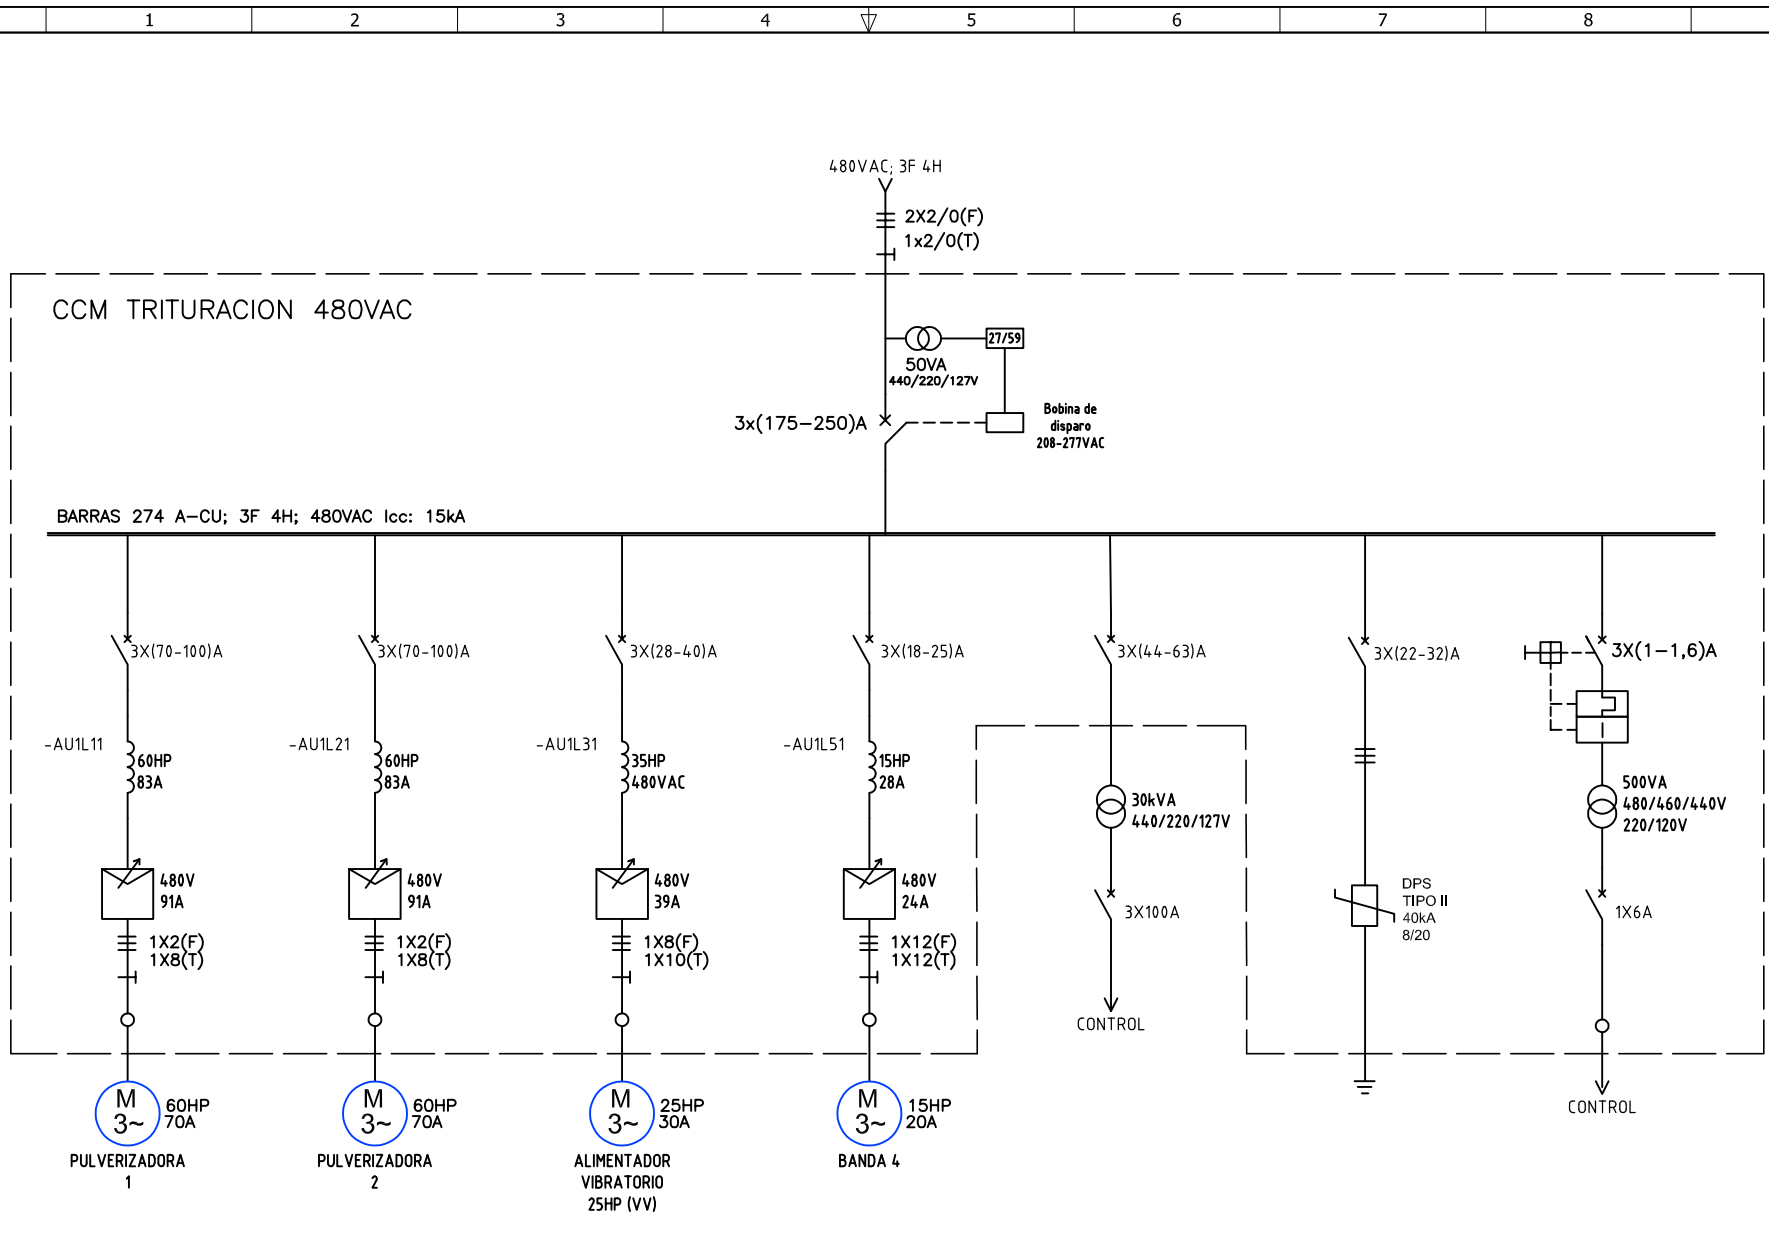 1 2 3 4 5 6 7 8
480VAC; 3F 4H
2X2/0(F)
1x2/0(T)
CCM TRITURACION 480VAC
27/59
50VA
440/220/127V
3x(175-250)A
Bobina de
disparo
208-277VAC
BARRAS 274 A-CU; 3F 4H; 480VAC Icc: 15kA
3X(70-100)A
-AU1L11
60HP
83A
480V
91A
1X2(F)
1X8(T)
M
3~
60HP
70A
PULVERIZADORA
1
3X(70-100)A
-AU1L21
60HP
83A
480V
91A
1X2(F)
1X8(T)
M
3~
60HP
70A
PULVERIZADORA
2
3X(28-40)A
-AU1L31
35HP
480VAC
480V
39A
1X8(F)
1X10(T)
M
3~
25HP
30A
ALIMENTADOR
VIBRATORIO
25HP (VV)
3X(18-25)A
-AU1L51
15HP
28A
480V
24A
1X12(F)
1X12(T)
M
3~
15HP
20A
BANDA 4
3X(44-63)A
30kVA
440/220/127V
3X100A
CONTROL
3X(22-32)A
DPS
TIPO II
40kA
8/20
3X(1-1,6)A
500VA
480/460/440V
220/120V
1X6A
CONTROL